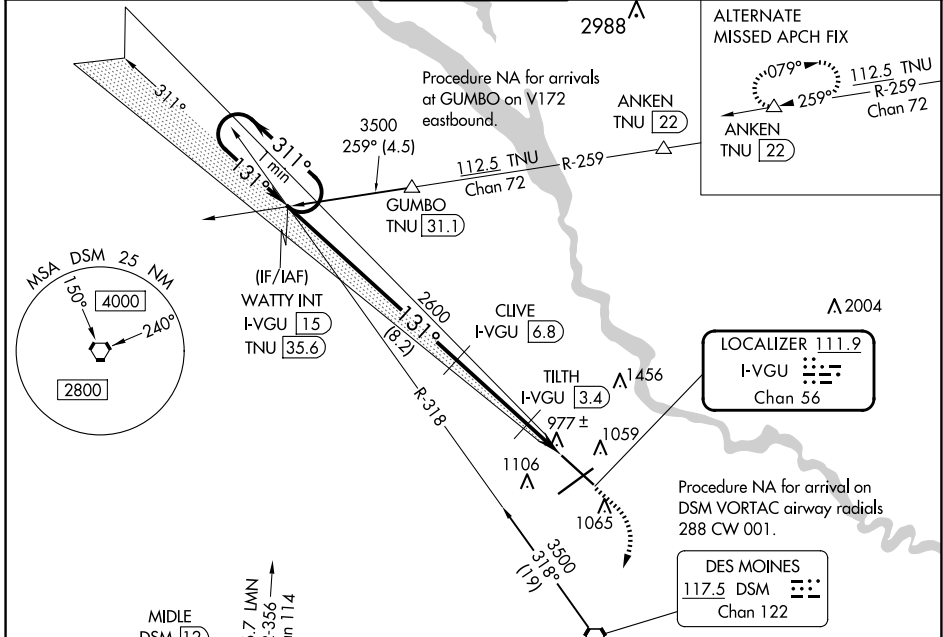 2988
ALTERNATE
MISSED APCH FIX
079°
259°
112.5 TNU
R-259
Chan 72
ANKEN
TNU 22
Procedure NA for arrivals
at GUMBO on V172
eastbound.
ANKEN
TNU 22
311°
311°
1 min
131°
3500
259° (4.5)
112.5 TNU
Chan 72
R-259
GUMBO
TNU 31.1
MSA DSM 25 NM
150°
4000
240°
2800
(IF/IAF)
WATTY INT
I-VGU 15
TNU 35.6
2600
131°
(8.2)
CLIVE
I-VGU 6.8
2004
LOCALIZER 111.9
I-VGU
Chan 56
TILTH
I-VGU 3.4
1456
977 ±
1059
1106
1065
R-318
Procedure NA for arrival on
DSM VORTAC airway radials
288 CW 001.
3500
318°
(19)
DES MOINES
117.5 DSM
Chan 122
MIDLE
DSM 12
.7 LMN
-356
n 114